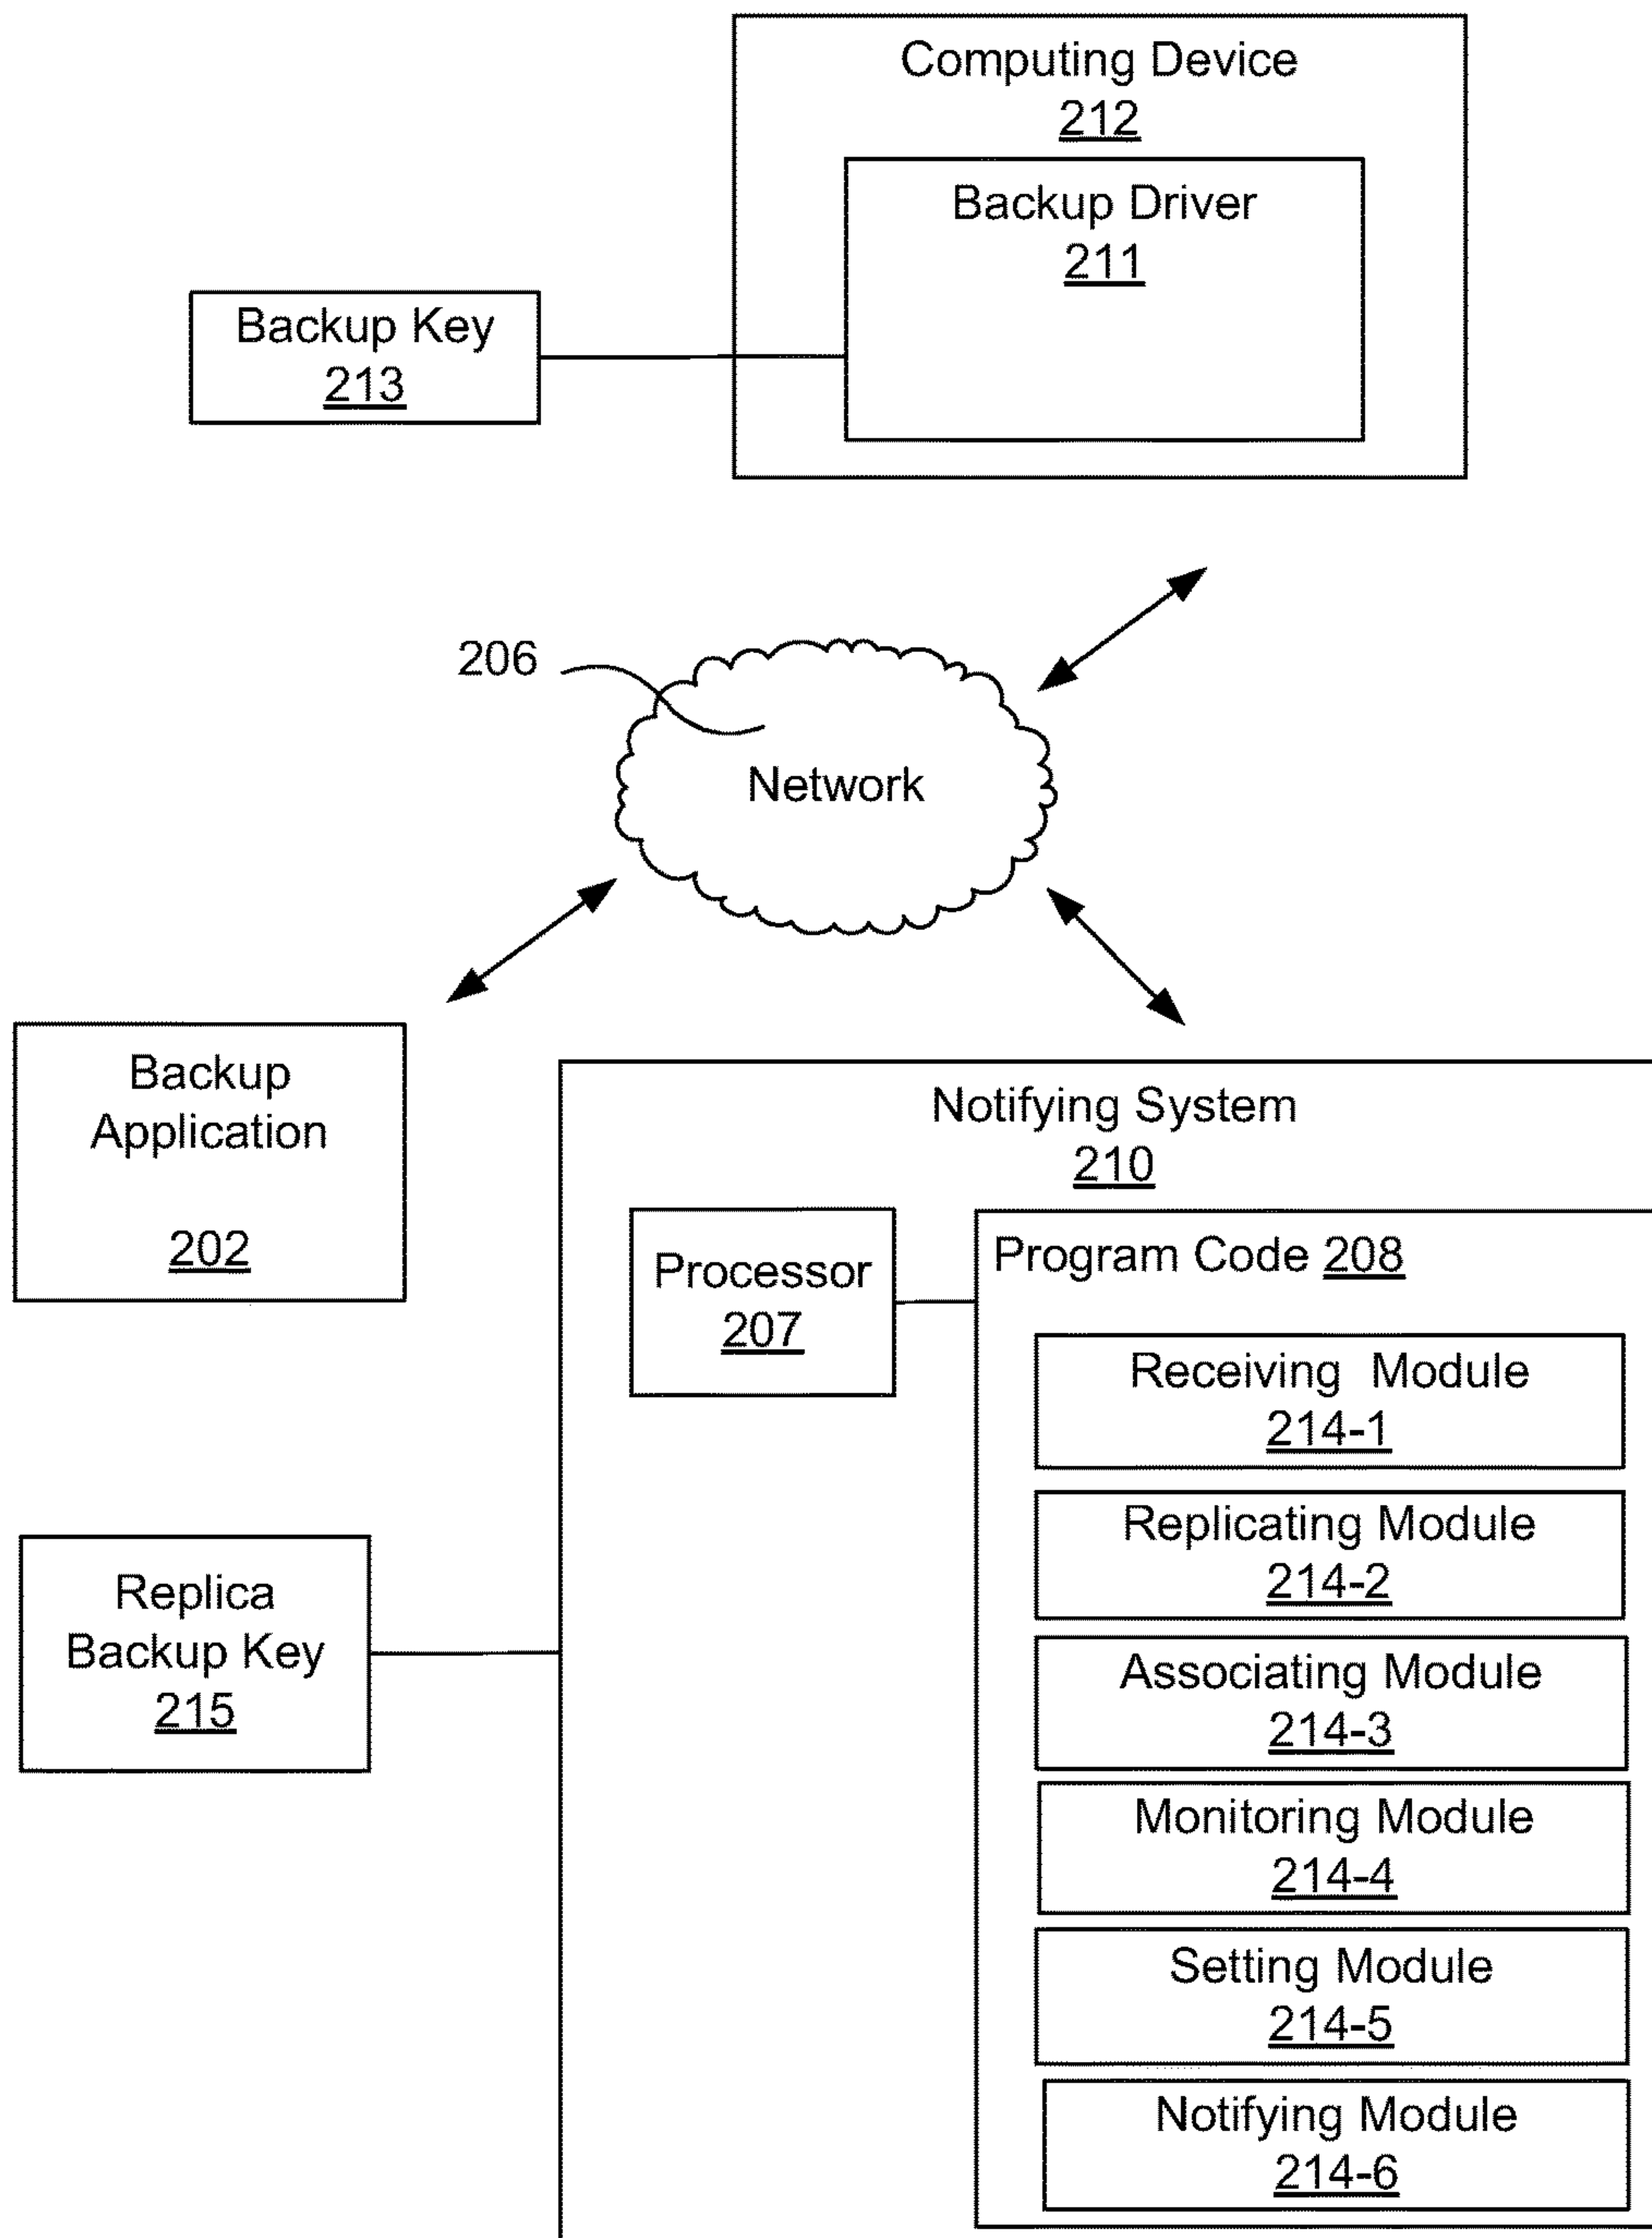 Computing Device
212
Backup Driver
211
Backup Key
213
206
Network
Backup
Application
202
Notifying System
210
Processor
207
Program Code 208
Receiving Module
214-1
Replicating Module
214-2
Replica
Backup Key
215
Associating Module
214-3
Monitoring Module
214-4
Setting Module
214-5
Notifying Module
214-6